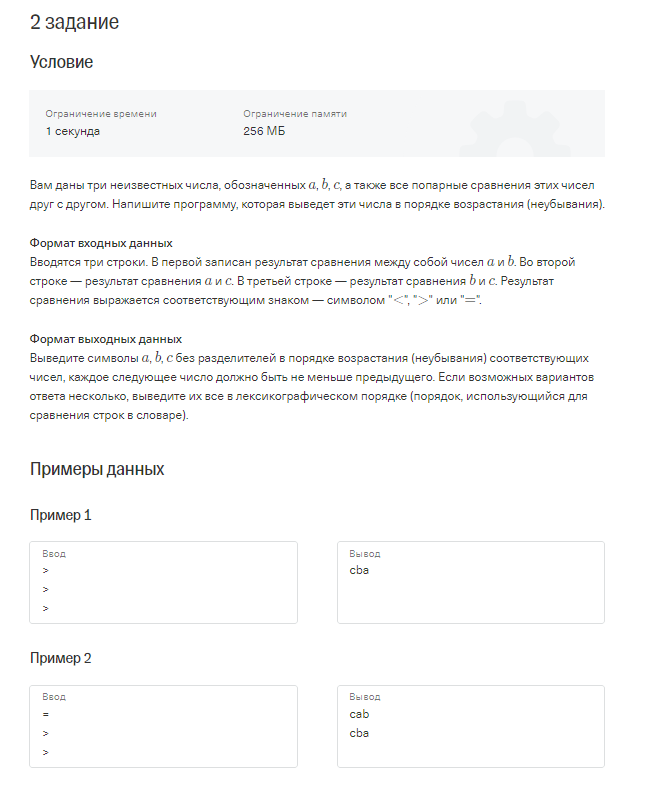 2 задание
Условие
Ограничение времени
1 секунда
Ограничение памяти
256 МБ
Вам даны три неизвестных числа, обозначенных a, b, c, а также все попарные сравнения этих чисел
друг с другом. Напишите программу, которая выведет эти числа в порядке возрастания (неубывания).
Формат входных данных
Вводятся три строки. В первой записан результат сравнения между собой чисел a и b. Во второй
строке — результат сравнения a и c. В третьей строке — результат сравнения b и c. Результат
сравнения выражается соответствующим знаком — символом "<", ">" или "=".
Формат выходных данных
Выведите символы a, b, c без разделителей в порядке возрастания (неубывания) соответствующих
чисел, каждое следующее число должно быть не меньше предыдущего. Если возможных вариантов
ответа несколько, выведите их все в лексикографическом порядке (порядок, использующийся для
сравнения строк в словаре).
Примеры данных
Пример 1
Ввод
>
>
>
Вывод
cba
Пример 2
Ввод
=
>
>
Вывод
cab
cba